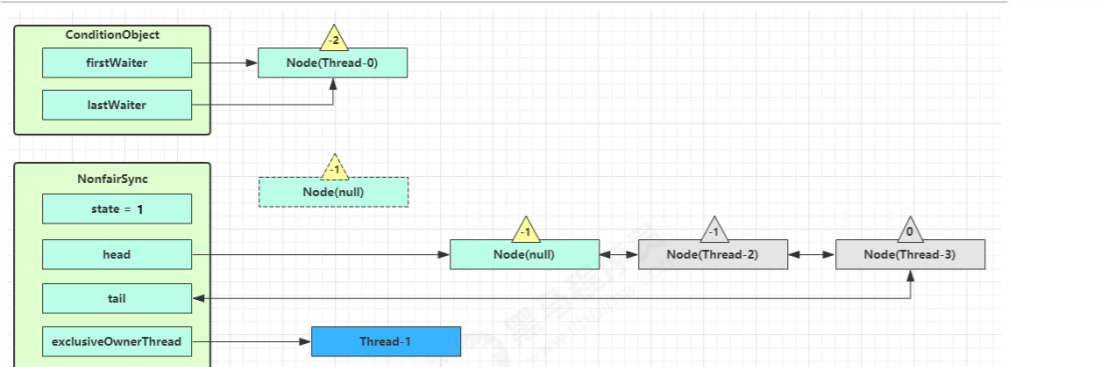 ConditionObject
-2
firstWaiter
Node(Thread-0)
lastWaiter
-1
NonfairSync
Node(null)
state = 1
-1
-1
0
head
Node(null)
Node(Thread-2)
Node(Thread-3)
tail
exclusiveOwnerThread
Thread-1
黑马程序员